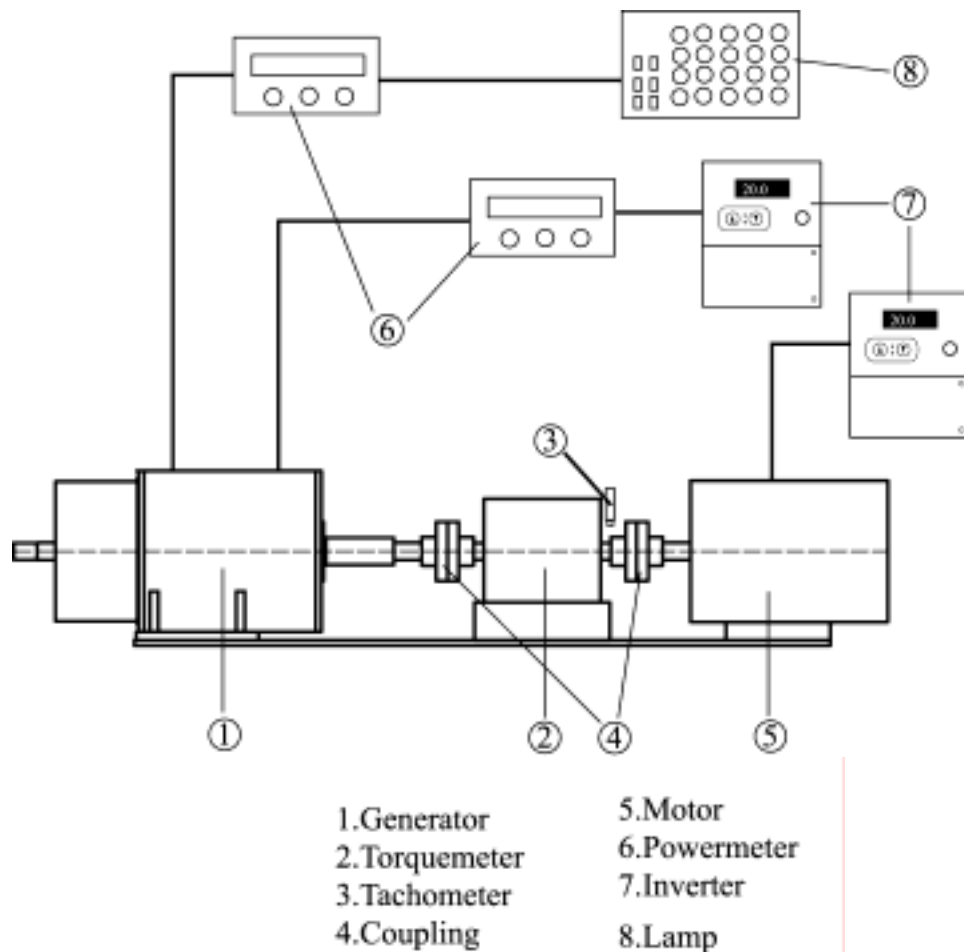 ⑧
20.0
⑦
20.0
⑥
③
① ② ④ ⑤
1.Generator
2.Torquemeter
3.Tachometer
4.Coupling
5.Motor
6.Powermeter
7.Inverter
8.Lamp